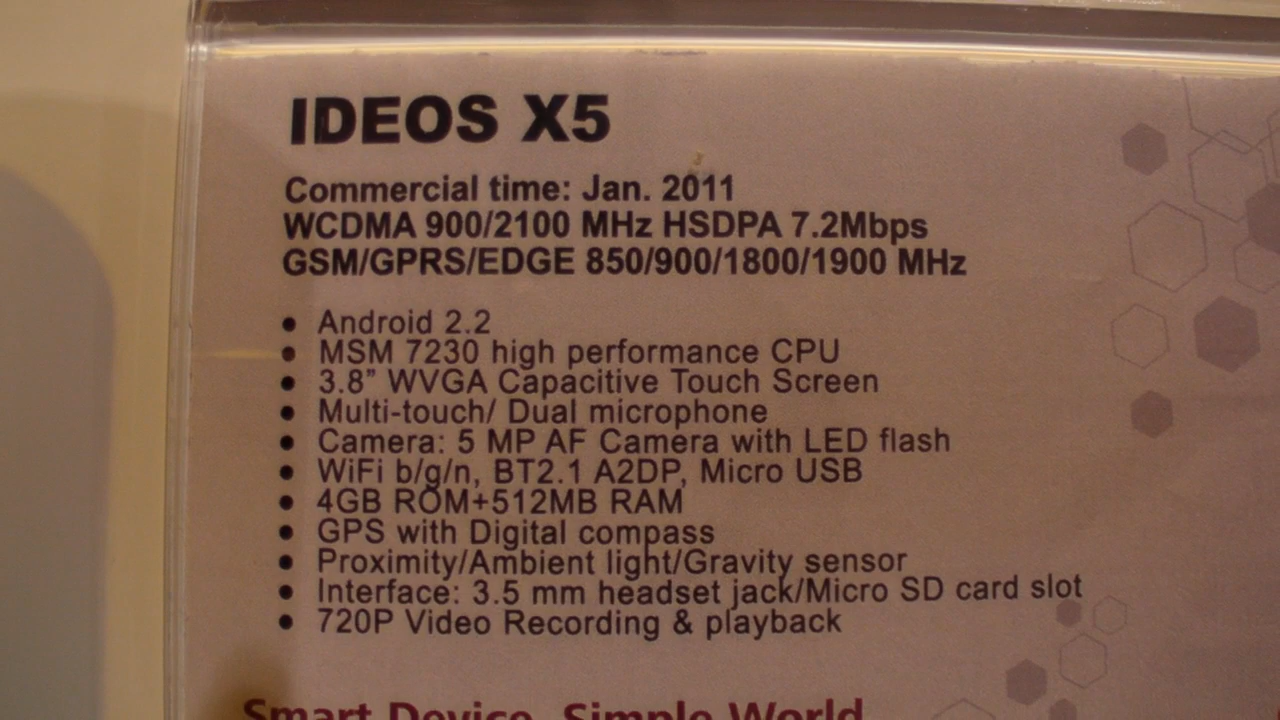 IDEOS X5
Commercial time: Jan. 2011
WCDMA 900/2100 MHz HSDPA 7.2Mbps
GSM/GPRS/EDGE 850/900/1800/1900 MHz
• Android 2.2
• MSM 7230 high performance CPU
• 3.8” WVGA Capacitive Touch Screen
• Multi-touch/ Dual microphone
• Camera: 5 MP AF Camera with LED flash
• WiFi b/g/n, BT2.1 A2DP, Micro USB
• 4GB ROM+512MB RAM
• GPS with Digital compass
• Proximity/Ambient light/Gravity sensor
• Interface: 3.5 mm headset jack/Micro SD card slot
• 720P Video Recording & playback
Smart Device, Simple World